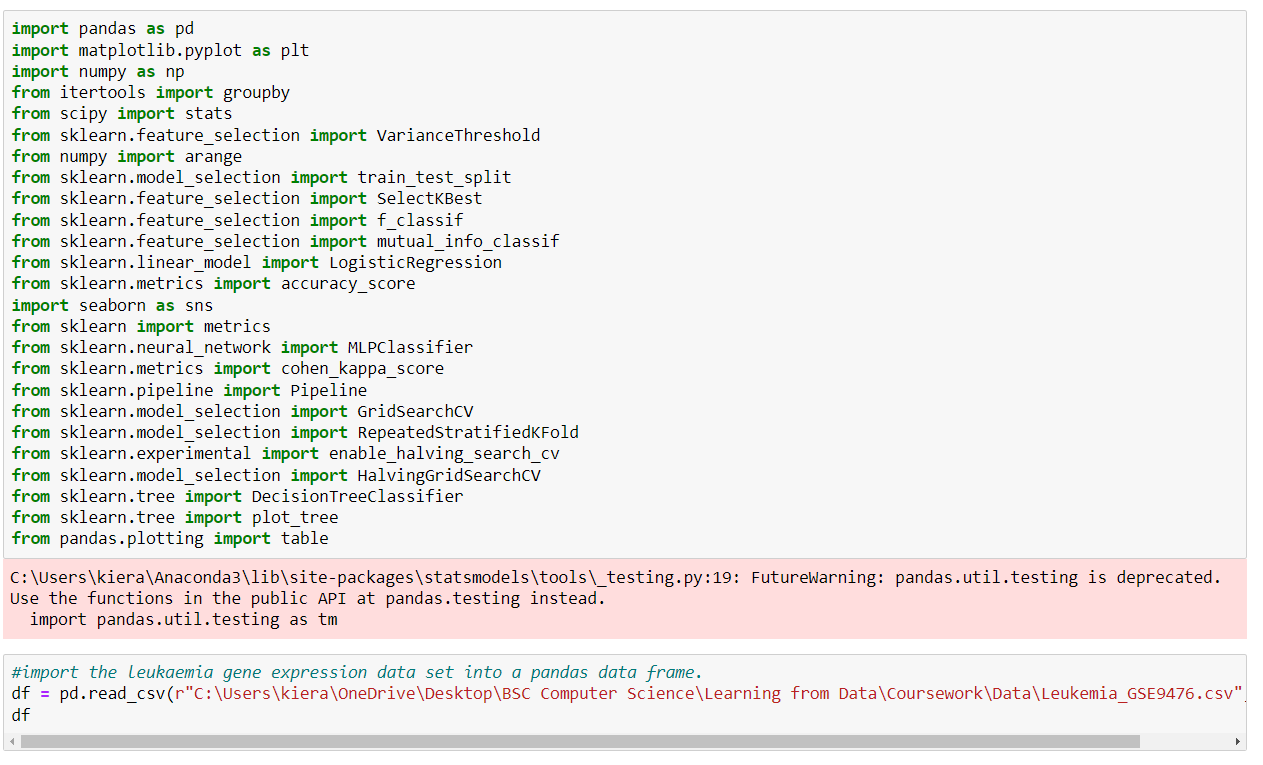 import pandas as pd
import matplotlib.pyplot as plt
import numpy as np
from itertools import groupby
from scipy import stats
from sklearn.feature_selection import VarianceThreshold
from numpy import arange
from sklearn.model_selection import train_test_split
from sklearn.feature_selection import SelectKBest
from sklearn.feature_selection import f_classif
from sklearn.feature_selection import mutual_info_classif
from sklearn.linear_model import LogisticRegression
from sklearn.metrics import accuracy_score
import seaborn as sns
from sklearn import metrics
from sklearn.neural_network import MLPClassifier
from sklearn.metrics import cohen_kappa_score
from sklearn.pipeline import Pipeline
from sklearn.model_selection import GridSearchCV
from sklearn.model_selection import RepeatedStratifiedKFold
from sklearn.experimental import enable_halving_search_cv
from sklearn.model_selection import HalvingGridSearchCV
from sklearn.tree import DecisionTreeClassifier
from sklearn.tree import plot_tree
from pandas.plotting import table
C:\Users\kiera\Anaconda3\lib\site-packages\statsmodels\tools\_testing.py:19: FutureWarning: pandas.util.testing is deprecated.
Use the functions in the public API at pandas.testing instead.
  import pandas.util.testing as tm
#import the leukaemia gene expression data set into a pandas data frame.
df = pd.read_csv(r"C:\Users\kiera\OneDrive\Desktop\BSC Computer Science\Learning from Data\Coursework\Data\Leukemia_GSE9476.csv"
df